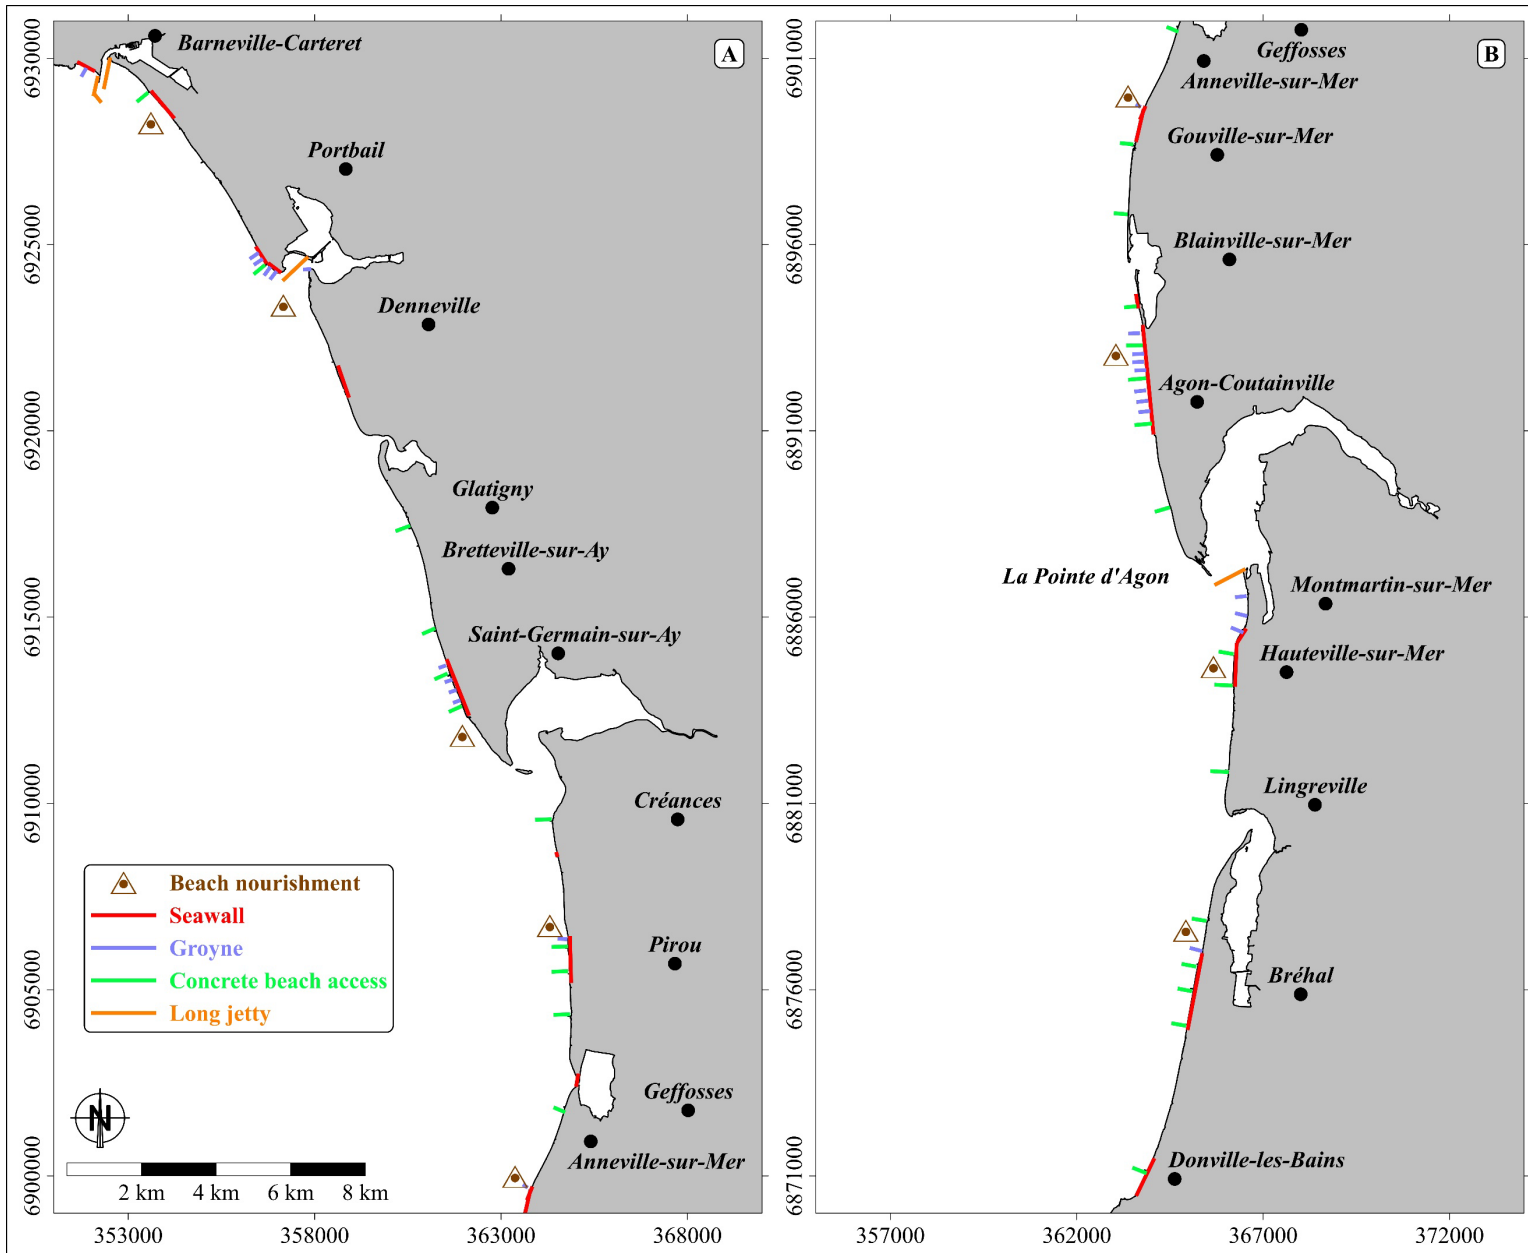 A
Barneville-Carteret
Portbail
Denneville
Glatigny
Bretteville-sur-Ay
Saint-Germain-sur-Ay
Créances
Pirou
Geffosses
Anneville-sur-Mer
6930000
6925000
6920000
6915000
6910000
6905000
6900000
Beach nourishment
Seawall
Groyne
Concrete beach access
Long jetty
N
2 km 4 km 6 km 8 km
353000 358000 363000 368000
B
Geffosses
Anneville-sur-Mer
Gouville-sur-Mer
Blainville-sur-Mer
Agon-Coutainville
La Pointe d'Agon
Montmartin-sur-Mer
Hauteville-sur-Mer
Lingreville
Bréhal
Donville-les-Bains
6901000
6896000
6891000
6886000
6881000
6876000
6871000
357000 362000 367000 372000